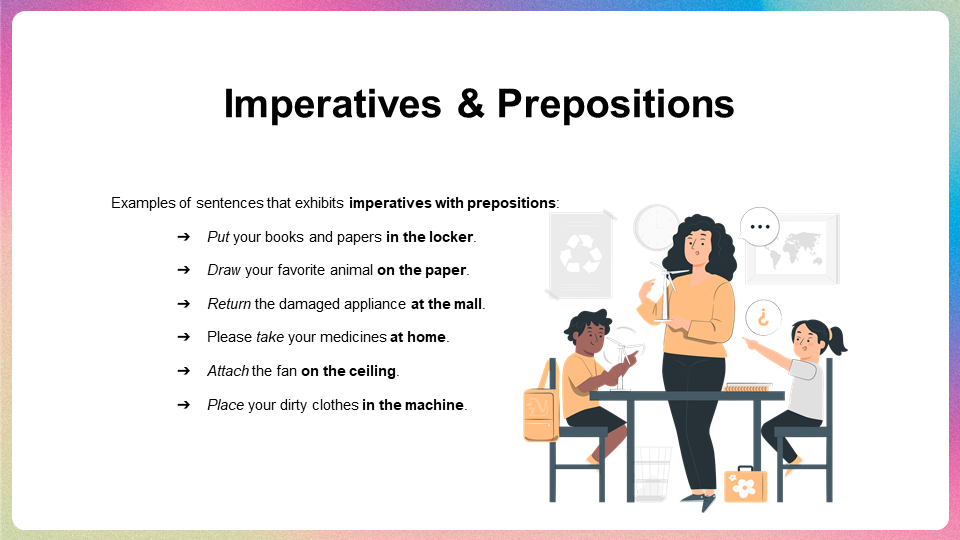 Imperatives & Prepositions
Examples of sentences that exhibits imperatives with prepositions:
➔ Put your books and papers in the locker.
➔ Draw your favorite animal on the paper.
➔ Return the damaged appliance at the mall.
➔ Please take your medicines at home.
➔ Attach the fan on the ceiling.
➔ Place your dirty clothes in the machine.